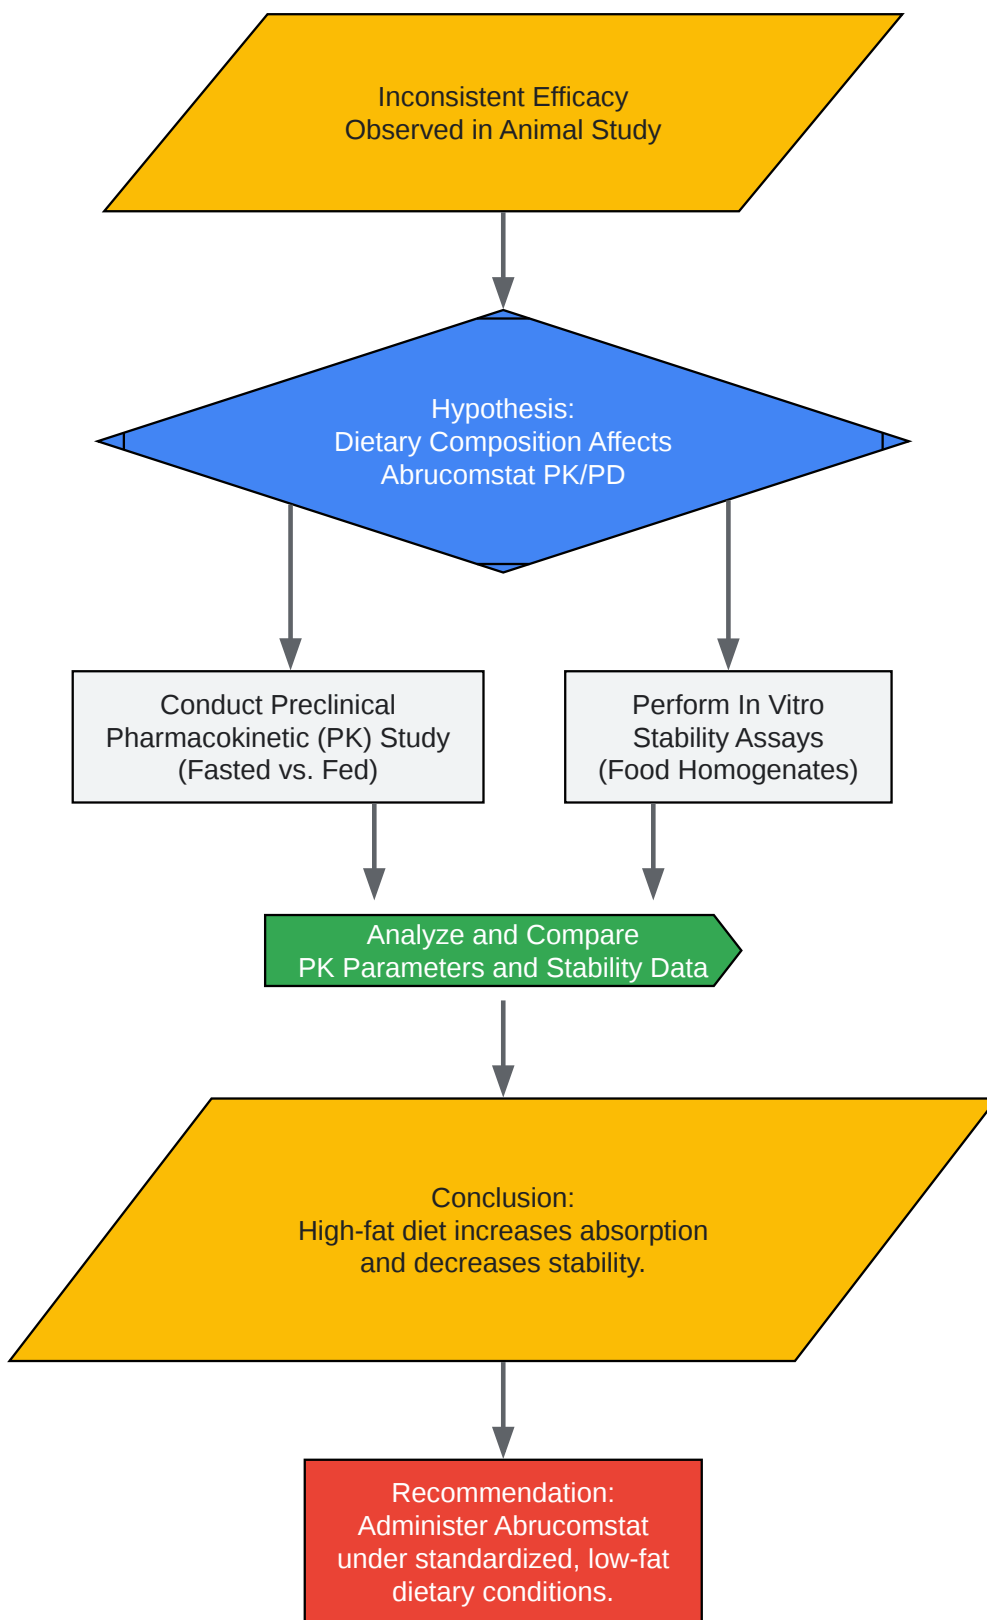 Inconsistent Efficacy
Observed in Animal Study
Hypothesis:
Dietary Composition Affects
Abrucomstat PK/PD
Conduct Preclinical
Pharmacokinetic (PK) Study
(Fasted vs. Fed)
Perform In Vitro
Stability Assays
(Food Homogenates)
Analyze and Compare
PK Parameters and Stability Data
Conclusion:
High-fat diet increases absorption
and decreases stability.
Recommendation:
Administer Abrucomstat
under standardized, low-fat
dietary conditions.